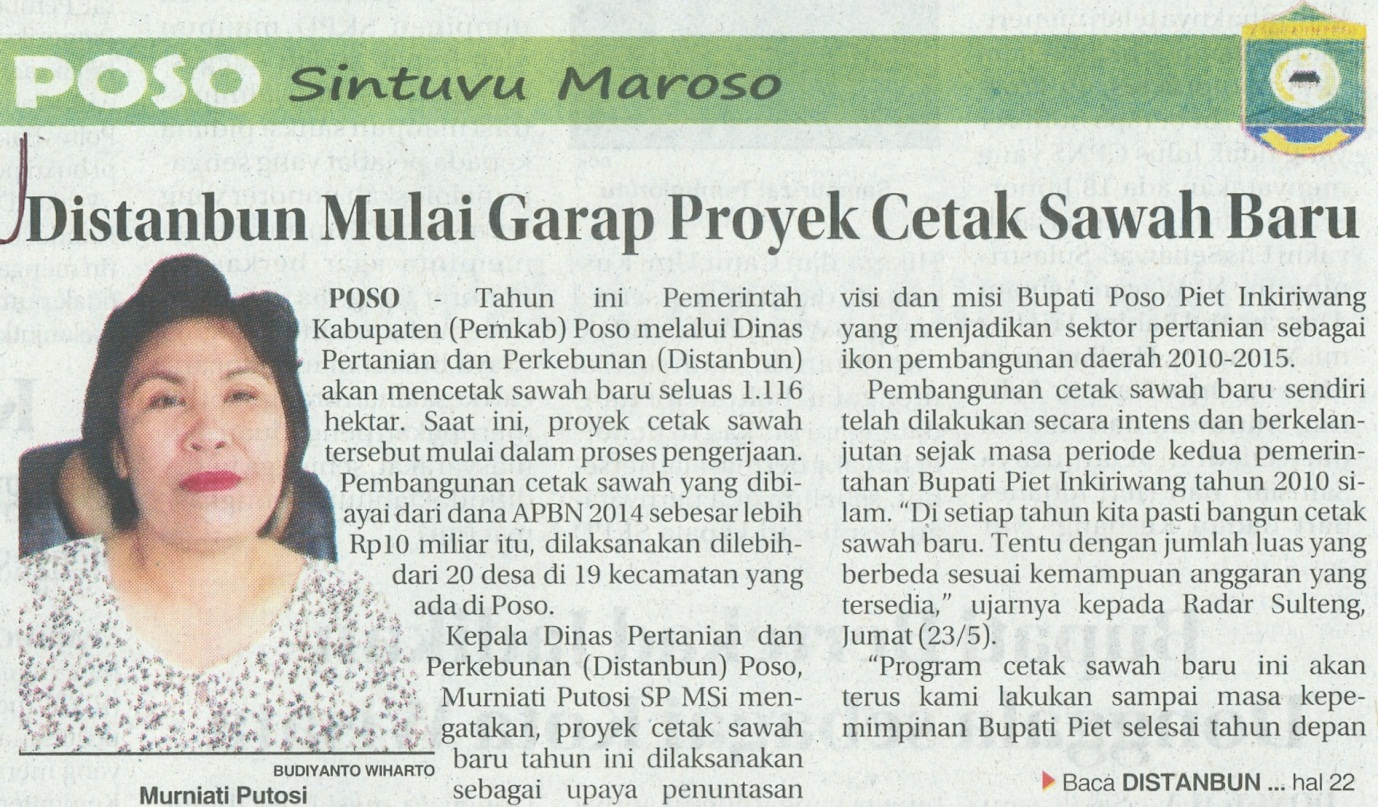 POSO Sintuvu Maroso
Distanbun Mulai Garap Proyek Cetak Sawah Baru
POSO - Tahun ini Pemerintah
Kabupaten (Pemkab) Poso melalui Dinas
Pertanian dan Perkebunan (Distanbun)
akan mencetak sawah baru seluas 1.116
hektar. Saat ini, proyek cetak sawah
tersebut mulai dalam proses pengerjaan.
Pembangunan cetak sawah yang dibi-
ayai dari dana APBN 2014 sebesar lebih
Rp10 miliar itu, dilaksanakan dilebih-
dari 20 desa di 19 kecamatan yang
ada di Poso.
Kepala Dinas Pertanian dan
Perkebunan (Distanbun) Poso,
Murniati Putosi SP MSi men-
gatakan, proyek cetak sawah
baru tahun ini dilaksanakan
sebagai upaya penuntasan
visi dan misi Bupati Poso Piet Inkiriwang
yang menjadikan sektor pertanian sebagai
ikon pembangunan daerah 2010-2015.
Pembangunan cetak sawah baru sendiri
telah dilakukan secara intens dan berkelan-
jutan sejak masa periode kedua pemerin-
tahan Bupati Piet Inkiriwang tahun 2010 si-
lam. “Di setiap tahun kita pasti bangun cetak
sawah baru. Tentu dengan jumlah luas yang
berbeda sesuai kemampuan anggaran yang
tersedia,” ujarnya kepada Radar Sulteng,
Jumat (23/5).
“Program cetak sawah baru ini akan
terus kami lakukan sampai masa kepe-
mimpinan Bupati Piet selesai tahun depan
Baca DISTANBUN ... hal 22
BUDIYANTO WIHARTO
Murniati Putosi